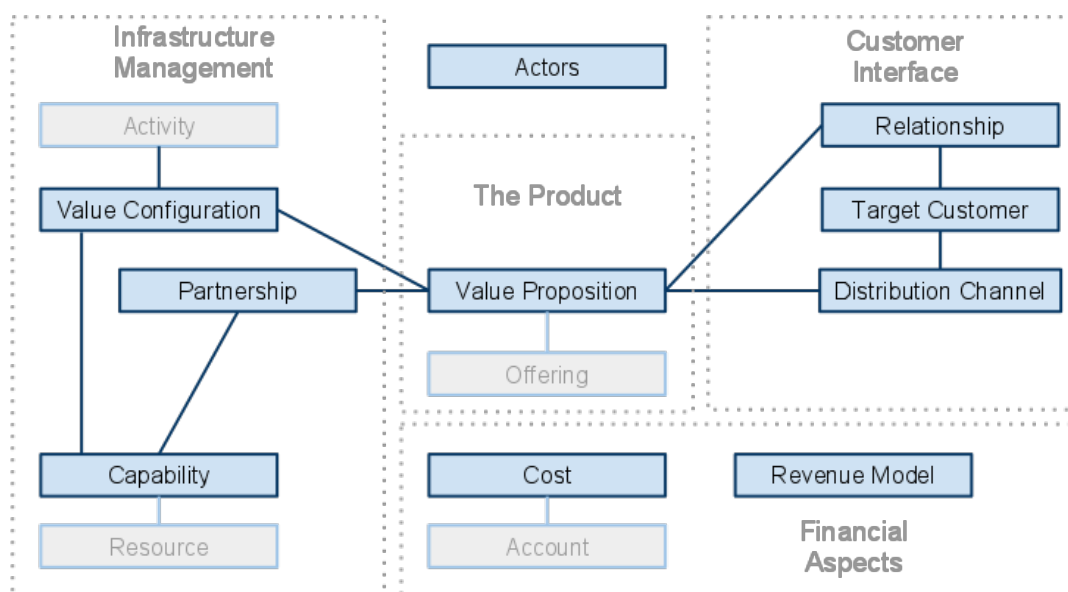 Infrastructure
Management
Actors
Customer
Interface
Activity
Relationship
The Product
Value Configuration
Target Customer
Partnership
Value Proposition
Distribution Channel
Offering
Capability
Cost
Revenue Model
Resource
Account
Financial
Aspects